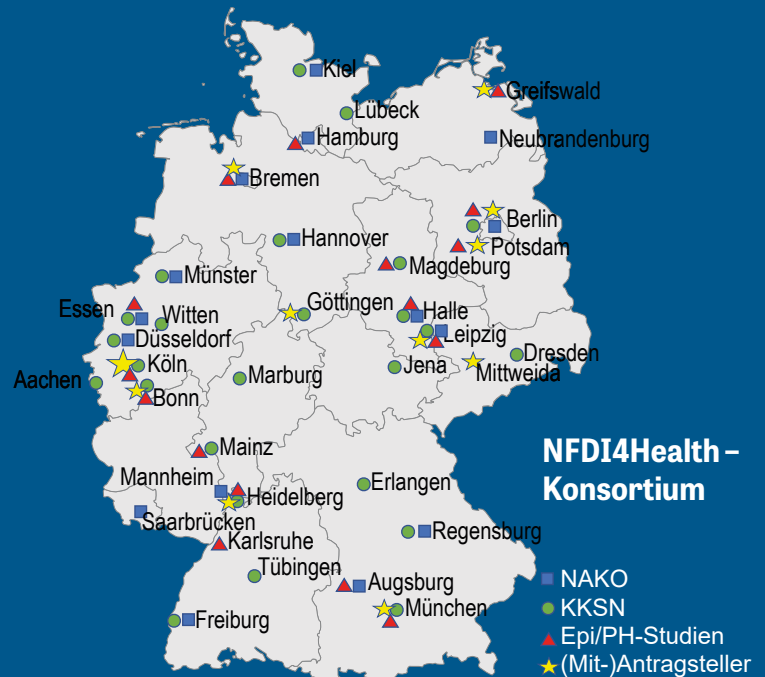 Kiel
Greifswald
Lübeck
Hamburg
Neubrandenburg
Bremen
Berlin
Hannover
Potsdam
Magdeburg
Münster
Essen
Witten
Göttingen
Halle
Düsseldorf
Leipzig
Köln
Dresden
Aachen
Marburg
Jena
Mittweida
Bonn
Mainz
NFDI4Health –
Konsortium
Mannheim
Erlangen
Heidelberg
Saarbrücken
Regensburg
Karlsruhe
Tübingen
Augsburg
München
Freiburg
NAKO
KKSN
Epi/PH-Studien
(Mit-)Antragsteller